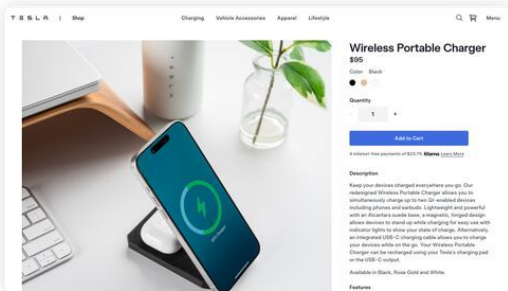 TESLA | Shop
Charging Vehicle Accessories Apparel Lifestyle
Menu
TESLA
Wireless Portable Charger
$95
Color Black
Quantity
- 1 +
Add to Cart
4 interest-free payments of $23.75. Klarna Learn More
Description
Keep your devices charged everywhere you go. Our
redesigned Wireless Portable Charger allows you to
simultaneously charge up to two Qi-enabled devices
including phones and earbuds. Lightweight and powerful
with an Alcantara suede base, a magnetic, hinged design
allows devices to stand up while charging for easy use with
indicator lights to show your state of charge. Alternatively,
an integrated USB-C charging cable allows you to charge
your devices while on the go. Your Wireless Portable
Charger can be recharged using your Tesla's charging pad
or the USB-C output.
Available in Black, Rose Gold and White.
Features